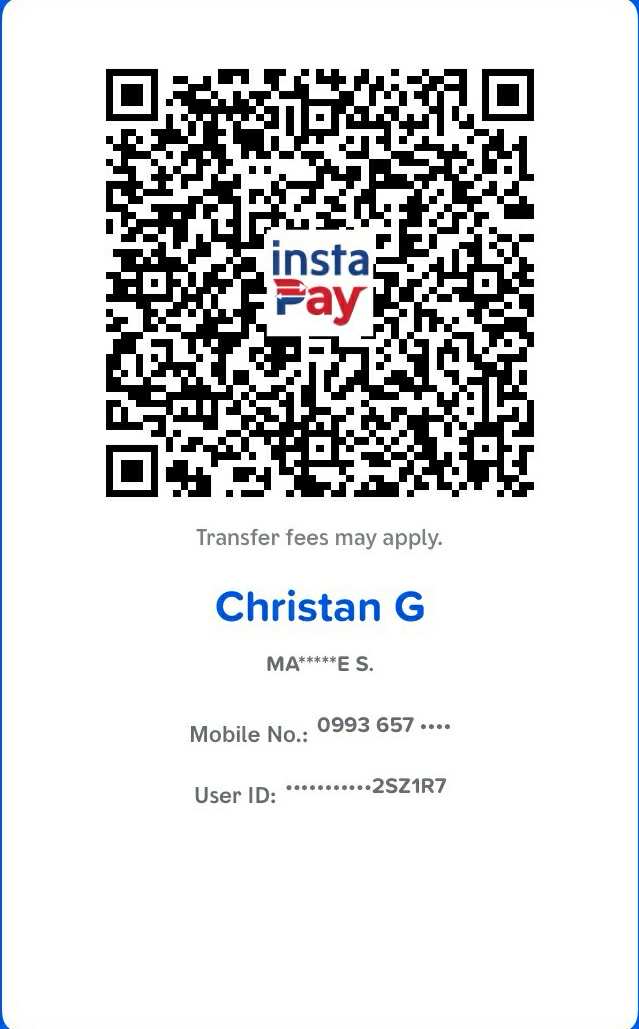 insta
Pay
Transfer fees may apply.
Christan G
MA*****E S.
Mobile No.: 0993 657 ••••
User ID: •••••••••••2SZ1R7